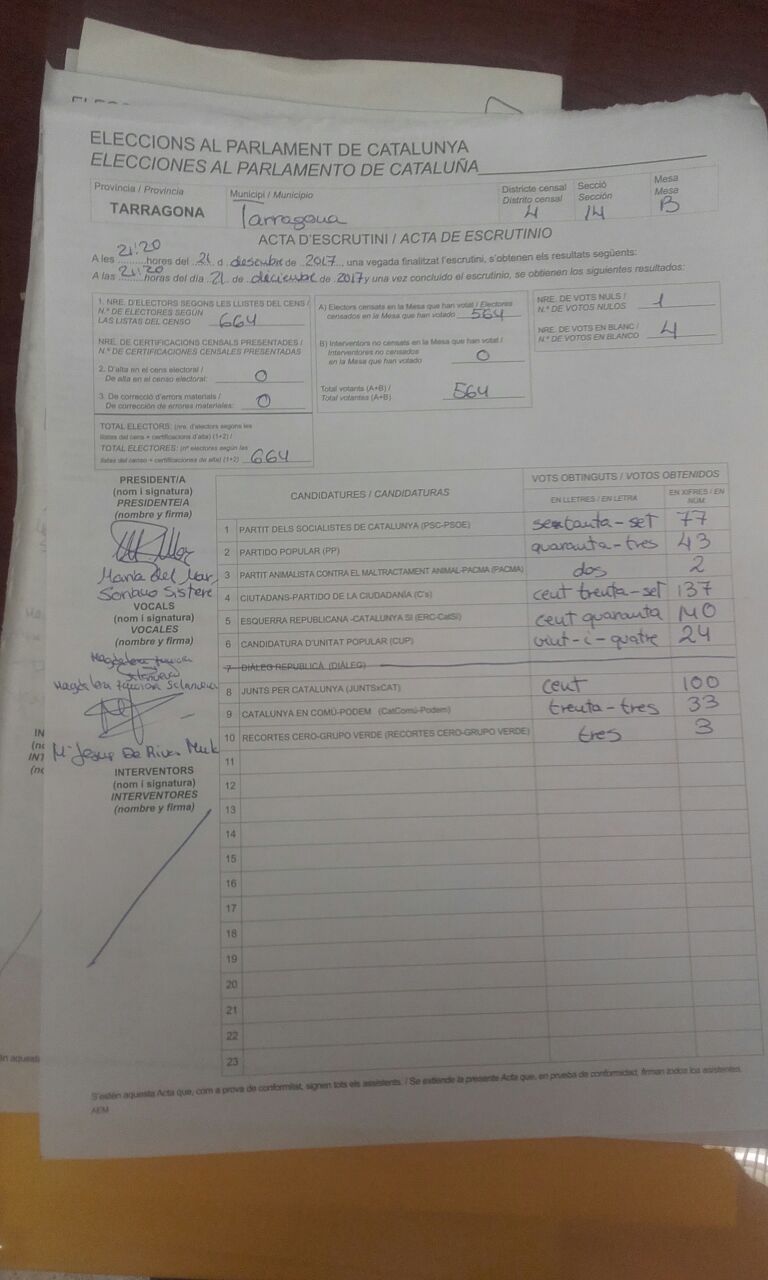 ELECCIONS AL PARLAMENT DE CATALUNYA
ELECCIONES AL PARLAMENTO DE CATALUÑA
Província / Provincia
TARRAGONA
Municipi / Municipio
Tarragona
Districte censal
Distrito censal
4
Secció
Sección
14
Mesa
Mesa
B
ACTA D'ESCRUTINI / ACTA DE ESCRUTINIO
A les 21:20 hores del 21 d desembre de 2017, una vegada finalitzat l'escrutini, s'obtenen els resultats següents:
A las 21:20 horas del día 21 de diciembre de 2017 y una vez concluido el escrutinio, se obtienen los siguientes resultados:
1. NRE. D'ELECTORS SEGONS LES LLISTES DEL CENS /
N.º DE ELECTORES SEGÚN
LAS LISTAS DEL CENSO 664
NRE. DE CERTIFICACIONS CENSALS PRESENTADES /
N.º DE CERTIFICACIONES CENSALES PRESENTADAS
2. D'alta en el cens electoral /
De alta en el censo electoral: 0
3. De correcció d'errors materials /
De corrección de errores materiales: 0
TOTAL ELECTORS: (nre. d'electors segons les
llistes del cens + certificacions d'alta) (1+2) /
TOTAL ELECTORES: (nº electores según las
listas del censo + certificaciones de alta) (1+2) 664
A) Electors censats en la Mesa que han votat / Electores
censados en la Mesa que han votado 564
B) Interventors no censats en la Mesa que han votat /
Interventores no censados
en la Mesa que han votado 0
Total votants (A+B) /
Total votantes (A+B) 564
NRE. DE VOTS NULS /
N.º DE VOTOS NULOS 1
NRE. DE VOTS EN BLANC /
N.º DE VOTOS EN BLANCO 4
PRESIDENT/A
(nom i signatura)
PRESIDENTE/A
(nombre y firma)
Maria del Mar
VOCALS
(nom i signatura)
VOCALES
(nombre y firma)
INTERVENTORS
(nom i signatura)
INTERVENTORES
(nombre y firma)
CANDIDATURES / CANDIDATURAS
VOTS OBTINGUTS / VOTOS OBTENIDOS
EN LLETRES / EN LETRA
EN XIFRES / EN NÚM.
1 PARTIT DELS SOCIALISTES DE CATALUNYA (PSC-PSOE) setanta-set 77
2 PARTIDO POPULAR (PP) quaranta-tres 43
3 PARTIT ANIMALISTA CONTRA EL MALTRACTAMENT ANIMAL-PACMA (PACMA) dos 2
4 CIUTADANS-PARTIDO DE LA CIUDADANÍA (C's) cent trenta-set 137
5 ESQUERRA REPUBLICANA -CATALUNYA SI (ERC-CatSí) cent quaranta 140
6 CANDIDATURA D'UNITAT POPULAR (CUP) vint-i-quatre 24
7 DIÀLEG REPUBLICÀ (DIÀLEG)
8 JUNTS PER CATALUNYA (JUNTSxCAT) cent 100
9 CATALUNYA EN COMÚ-PODEM (CatComú-Podem) trenta-tres 33
10 RECORTES CERO-GRUPO VERDE (RECORTES CERO-GRUPO VERDE) tres 3
11
12
13
14
15
16
17
18
19
20
21
22
23
S'estén aquesta Acta que, com a prova de conformitat, signen tots els assistents. / Se extiende la presente Acta que, en prueba de conformidad, firman todos los asistentes.